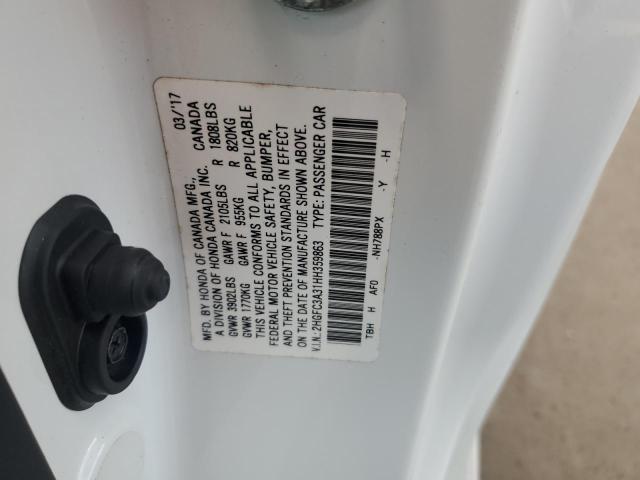 MFD. BY HONDA OF CANADA MFG., 03/'17
A DIVISION OF HONDA CANADA INC. CANADA
GVWR 3902LBS GAWR F 2105LBS R 1808LBS
GVWR 1770KG GAWR F 955KG R 820KG
THIS VEHICLE CONFORMS TO ALL APPLICABLE
FEDERAL MOTOR VEHICLE SAFETY, BUMPER,
AND THEFT PREVENTION STANDARDS IN EFFECT
ON THE DATE OF MANUFACTURE SHOWN ABOVE.
V.I.N.: 2HGFC3A31HH359863 TYPE: PASSENGER CAR
TBH H AF0 -NH788PX -Y -H